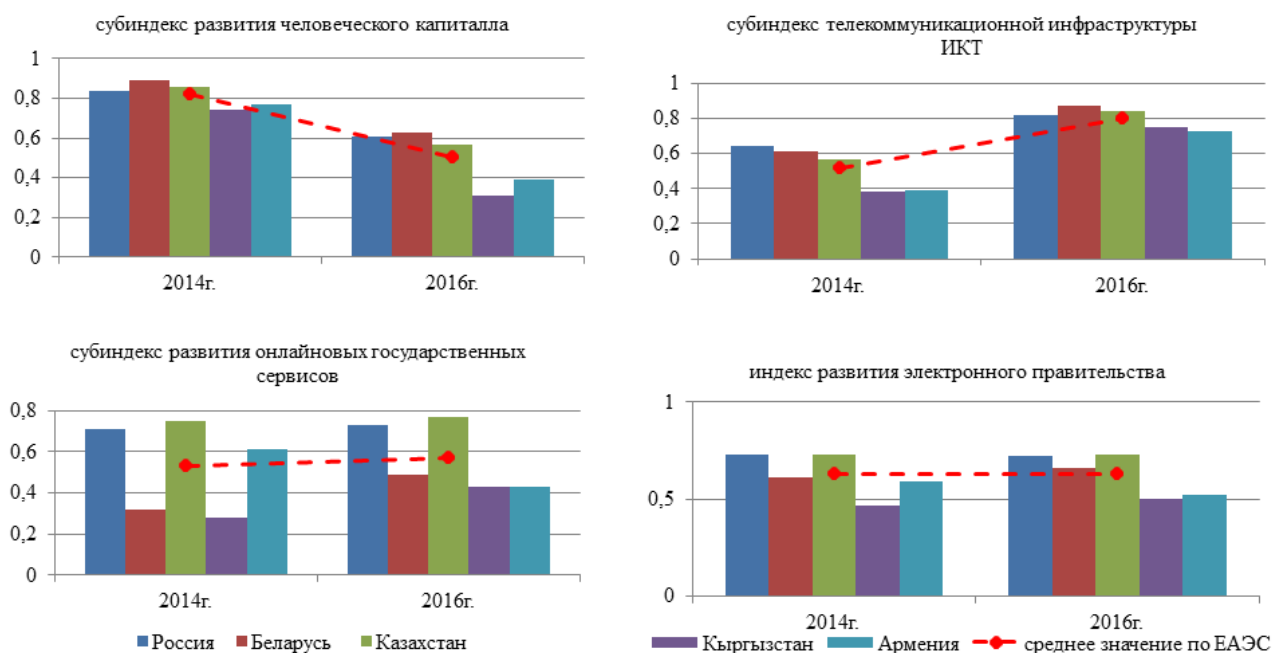 субиндекс развития человеческого капиталла
1
0,8
0,6
0,4
0,2
0
2014г.
2016г.
субиндекс телекоммуникационной инфраструктуры
ИКТ
1
0,8
0,6
0,4
0,2
0
2014г.
2016г.
субиндекс развития онлайновых государственных
сервисов
0,8
0,6
0,4
0,2
0
2014г.
2016г.
Россия Беларусь Казахстан
индекс развития электронного правительства
1
0,5
0
2014г.
2016г.
Кыргызстан Армения среднее значение по ЕАЭС